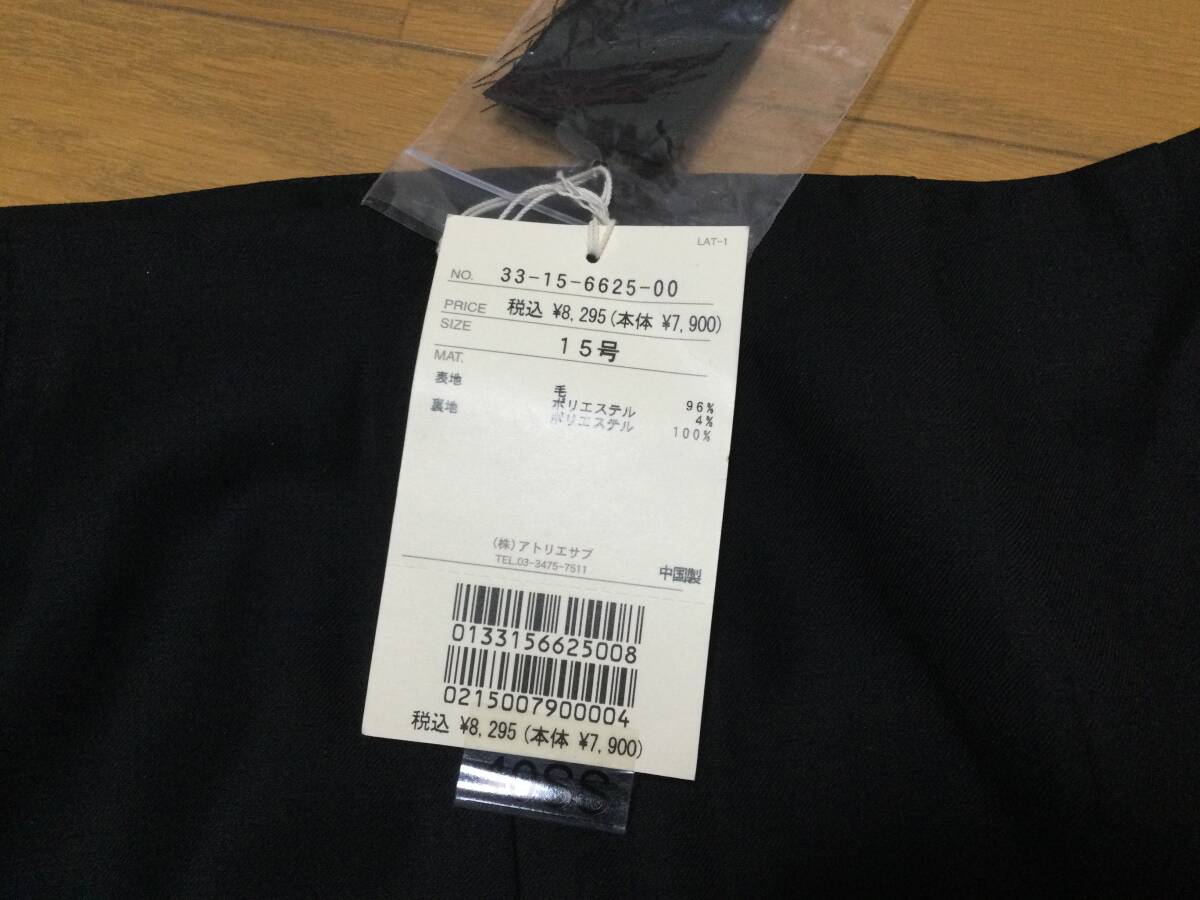 LAT-1
NO. 33-15-6625-00
PRICE 税込 ¥8,295(本体 ¥7,900)
SIZE 15号
MAT.
表地 毛 96%
ポリエステル 4%
裏地 ポリエステル 100%
(株)アトリエサブ
TEL.03-3475-7511
中国製
0133156625008
0215007900004
税込 ¥8,295(本体 ¥7,900)